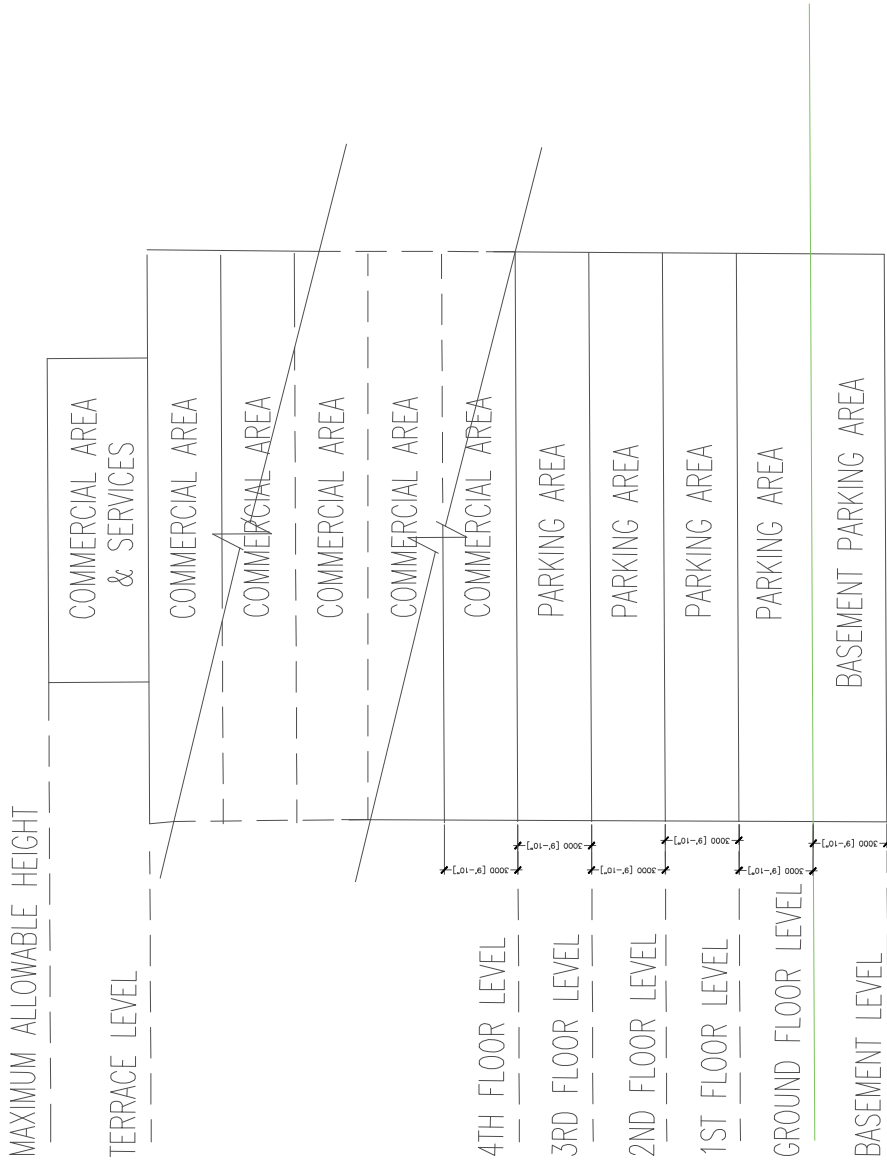 MAXIMUM ALLOWABLE HEIGHT
COMMERCIAL AREA
& SERVICES
TERRACE LEVEL
COMMERCIAL AREA
COMMERCIAL AREA
COMMERCIAL AREA
COMMERCIAL AREA
COMMERCIAL AREA
3000 [9'-10"]
4TH FLOOR LEVEL
PARKING AREA
3000 [9'-10"]
3RD FLOOR LEVEL
PARKING AREA
3000 [9'-10"]
2ND FLOOR LEVEL
PARKING AREA
3000 [9'-10"]
1ST FLOOR LEVEL
PARKING AREA
3000 [9'-10"]
GROUND FLOOR LEVEL
BASEMENT PARKING AREA
3000 [9'-10"]
BASEMENT LEVEL